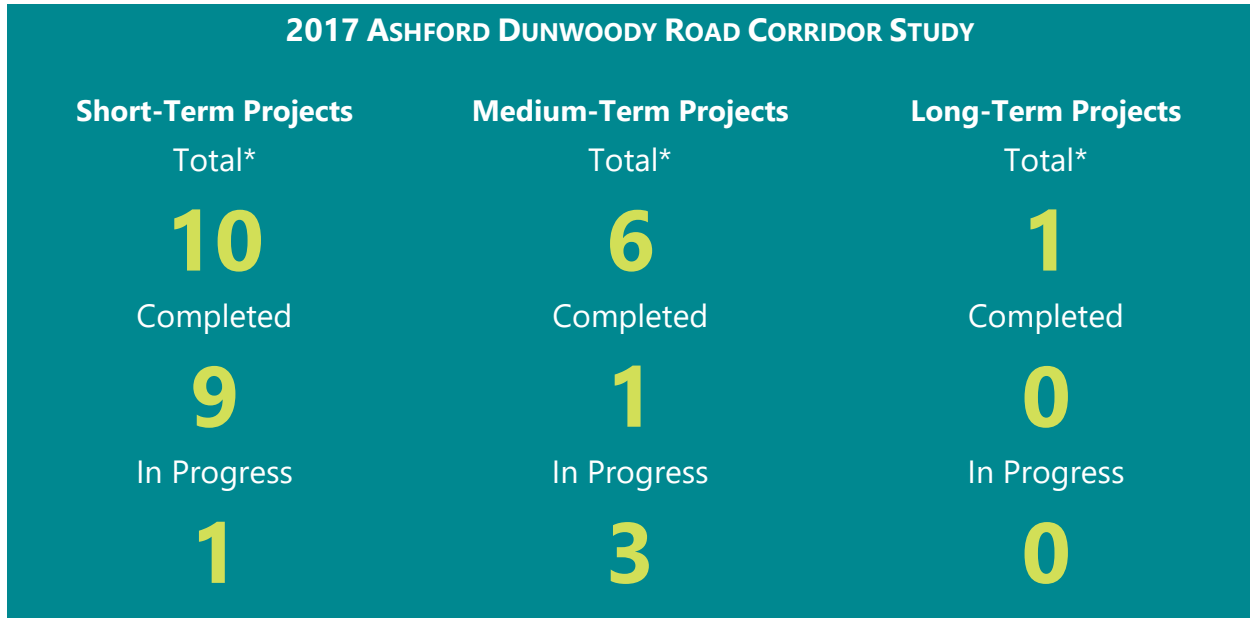 2017 ASHFORD DUNWOODY ROAD CORRIDOR STUDY
Short-Term Projects
Total*
10
Completed
9
In Progress
1
Medium-Term Projects
Total*
6
Completed
1
In Progress
3
Long-Term Projects
Total*
1
Completed
0
In Progress
0